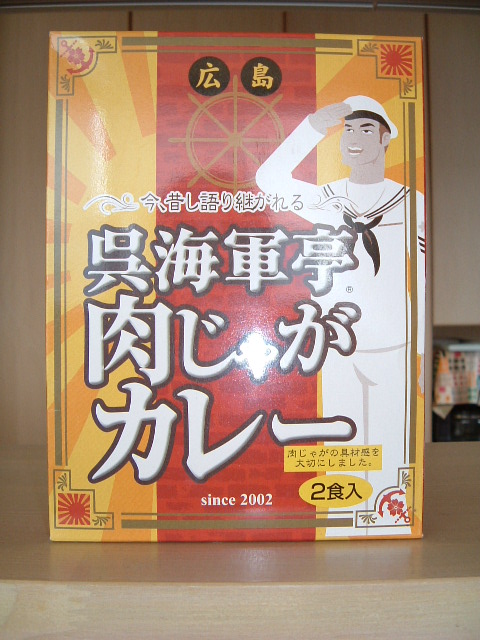 広島
今、昔し語り継がれる
呉海軍亭
®
肉じゃが
カレー
肉じゃがの具材感を
大切にしました。
2食入
since 2002